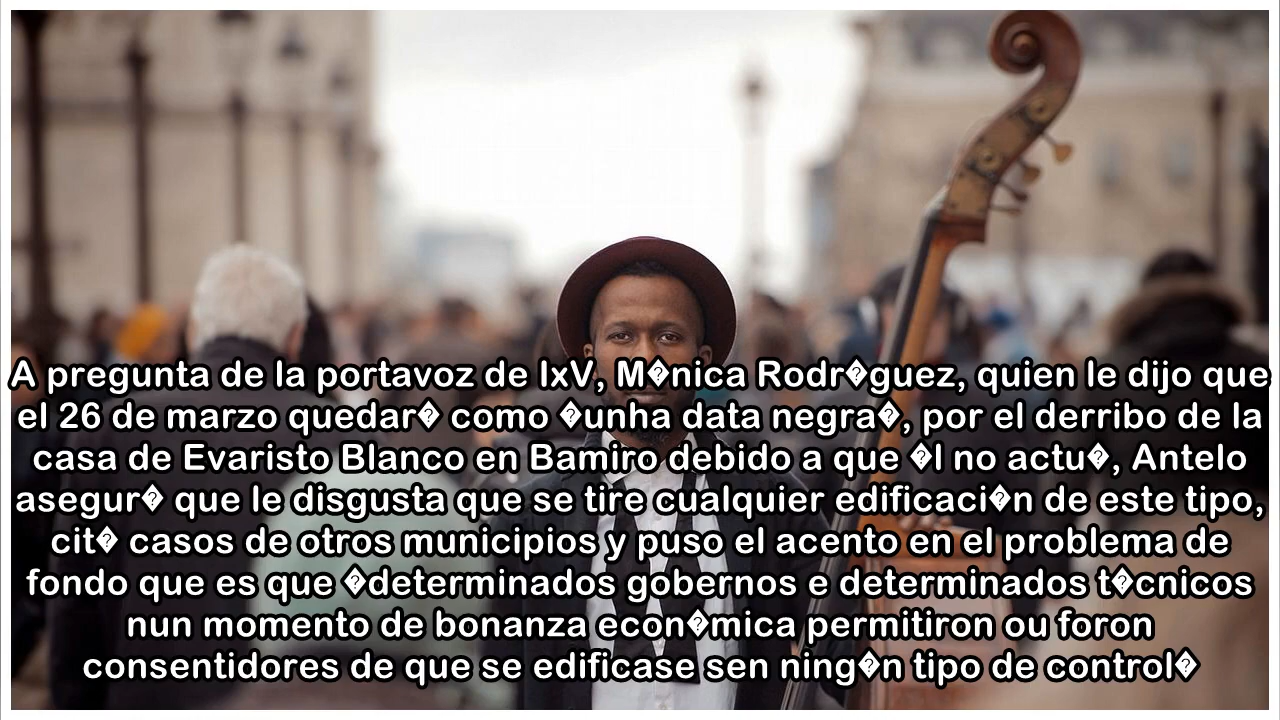 A pregunta de la portavoz de IxV, M�nica Rodr�guez, quien le dijo que
el 26 de marzo quedar� como �unha data negra�, por el derribo de la
casa de Evaristo Blanco en Bamiro debido a que �l no actu�, Antelo
asegur� que le disgusta que se tire cualquier edificaci�n de este tipo,
cit� casos de otros municipios y puso el acento en el problema de
fondo que es que �determinados gobernos e determinados t�cnicos
nun momento de bonanza econ�mica permitiron ou foron
consentidores de que se edificase sen ning�n tipo de control�